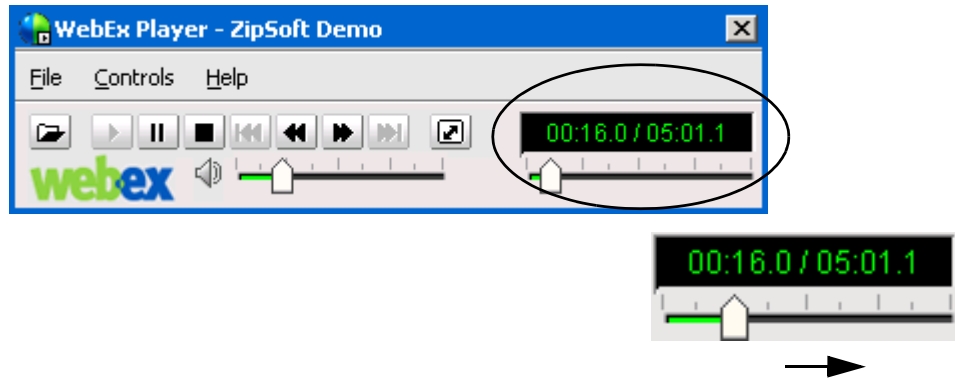 WebEx Player - ZipSoft Demo
File Controls Help
00:16.0 / 05:01.1
webex
00:16.0 / 05:01.1